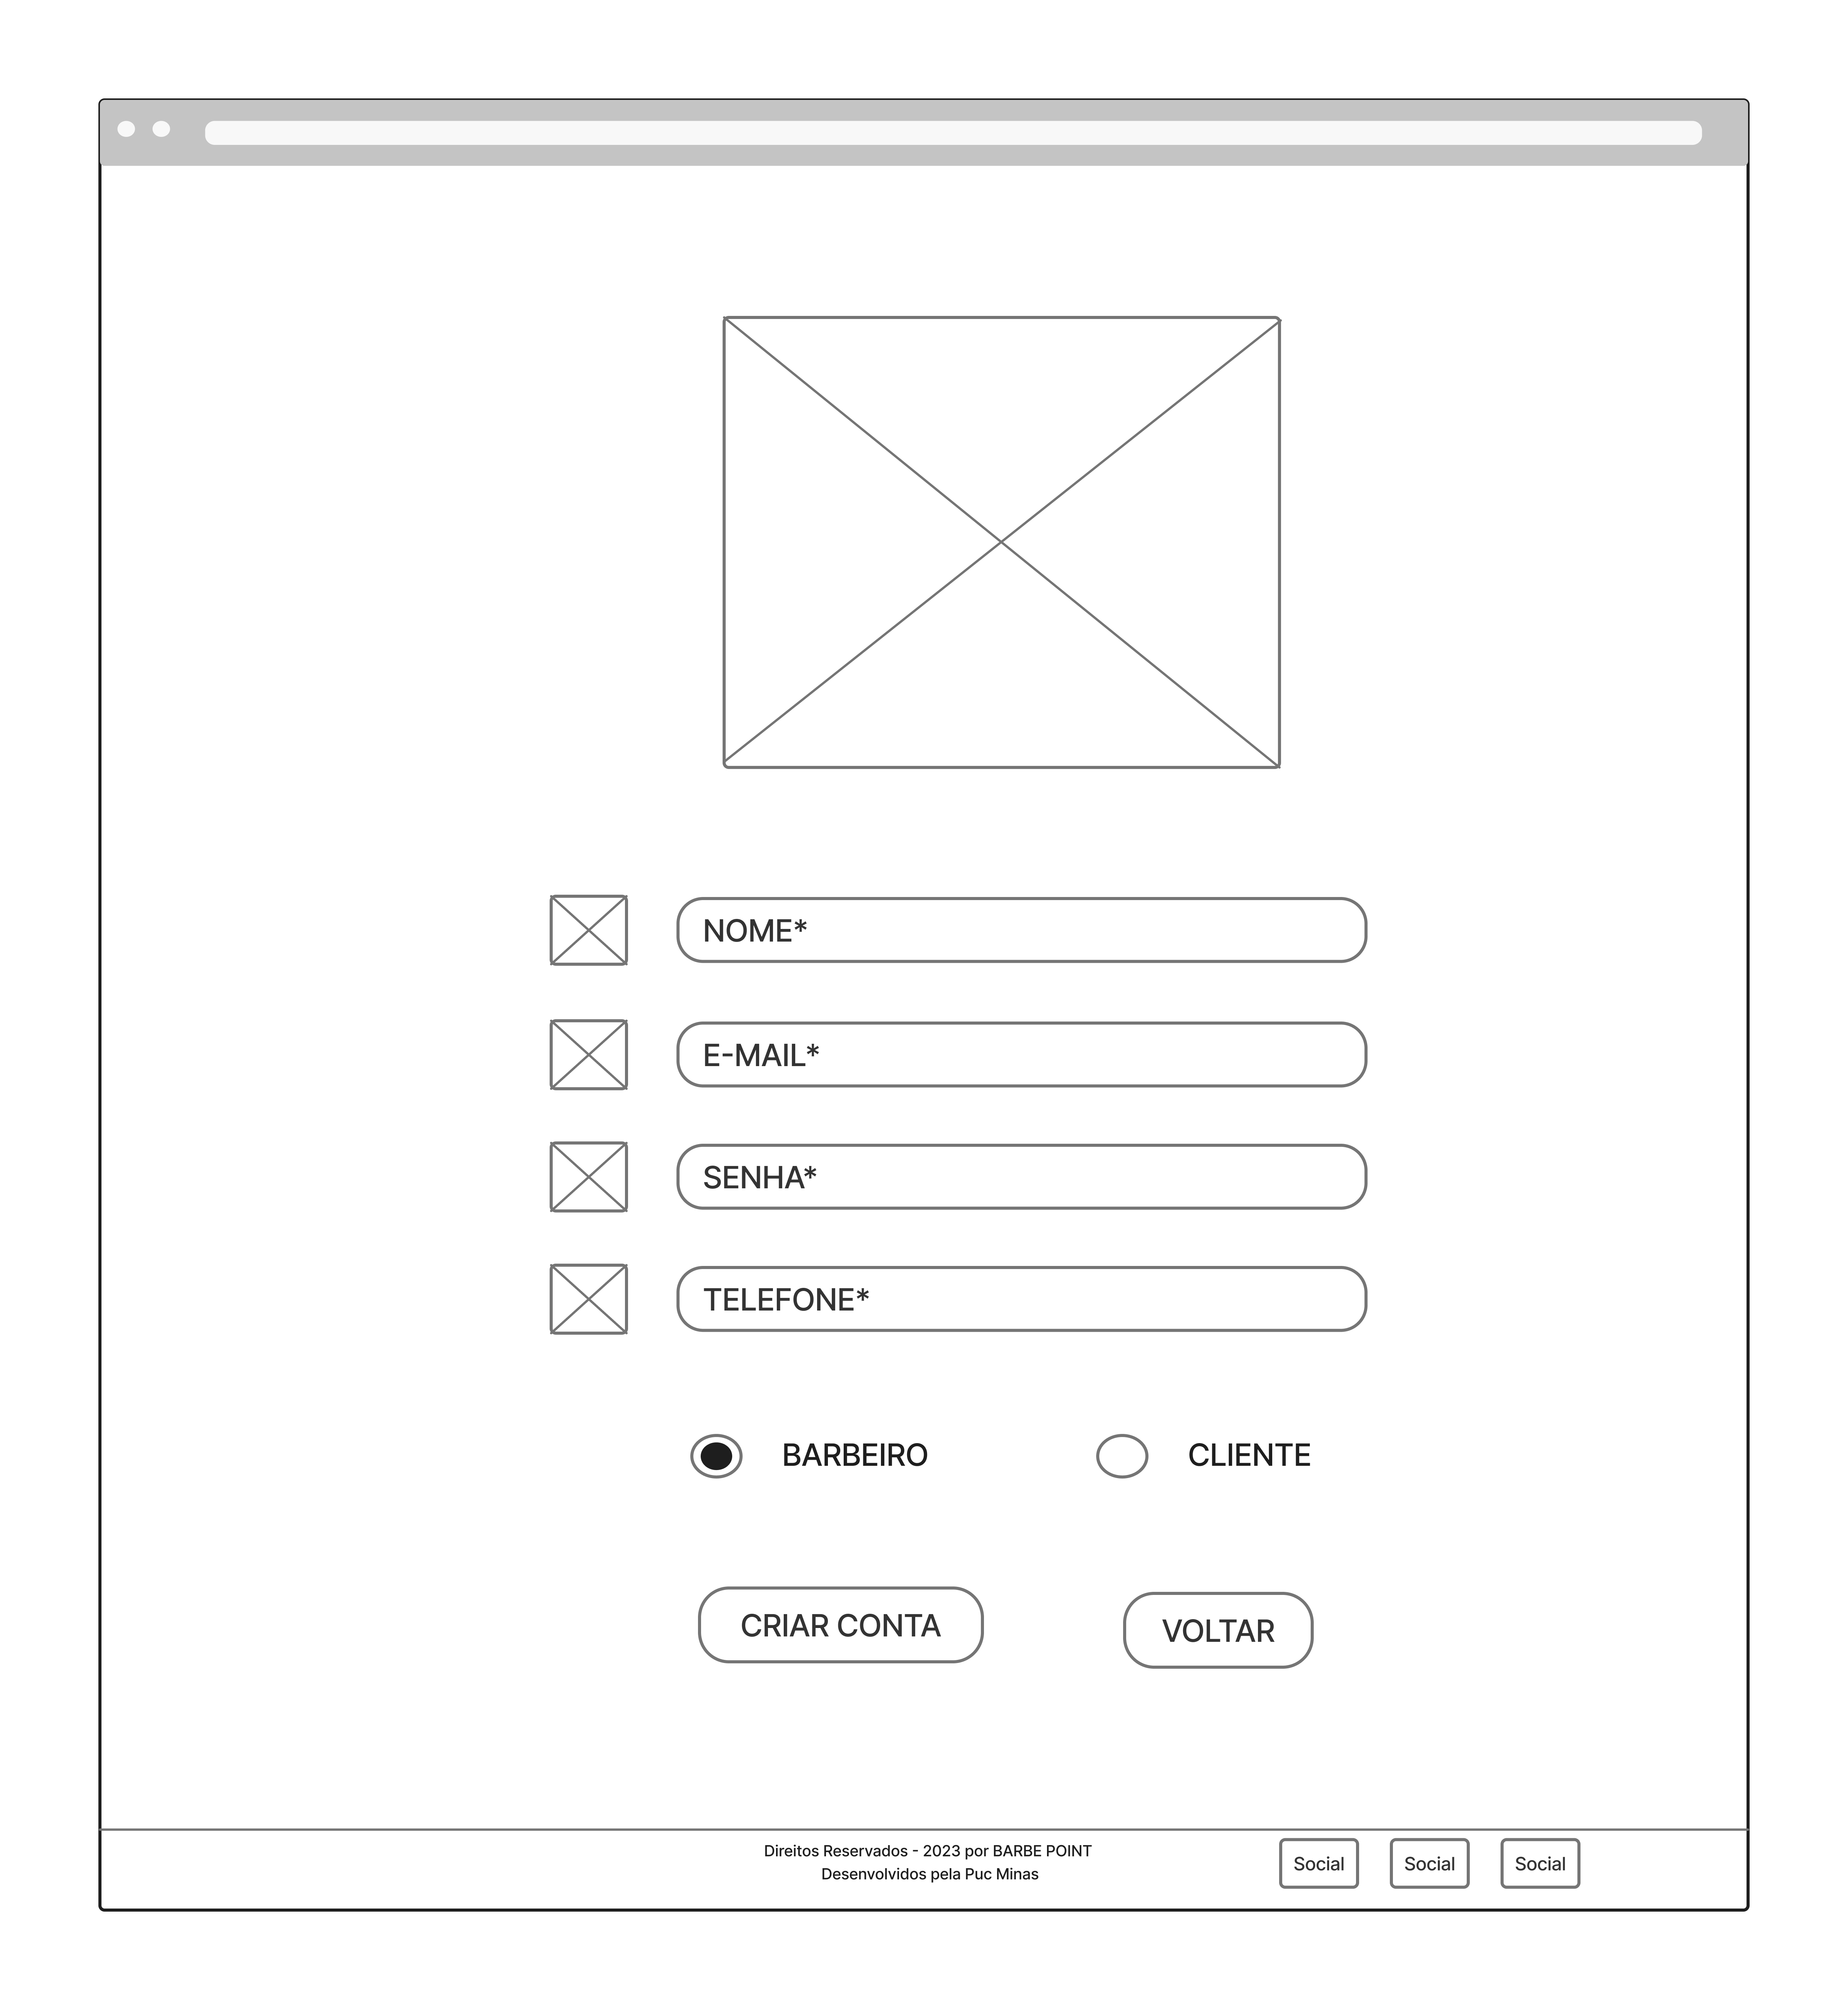 NOME*
E-MAIL*
SENHA*
TELEFONE*
BARBEIRO
CLIENTE
CRIAR CONTA
VOLTAR
Direitos Reservados - 2023 por BARBE POINT
Desenvolvidos pela Puc Minas
Social
Social
Social